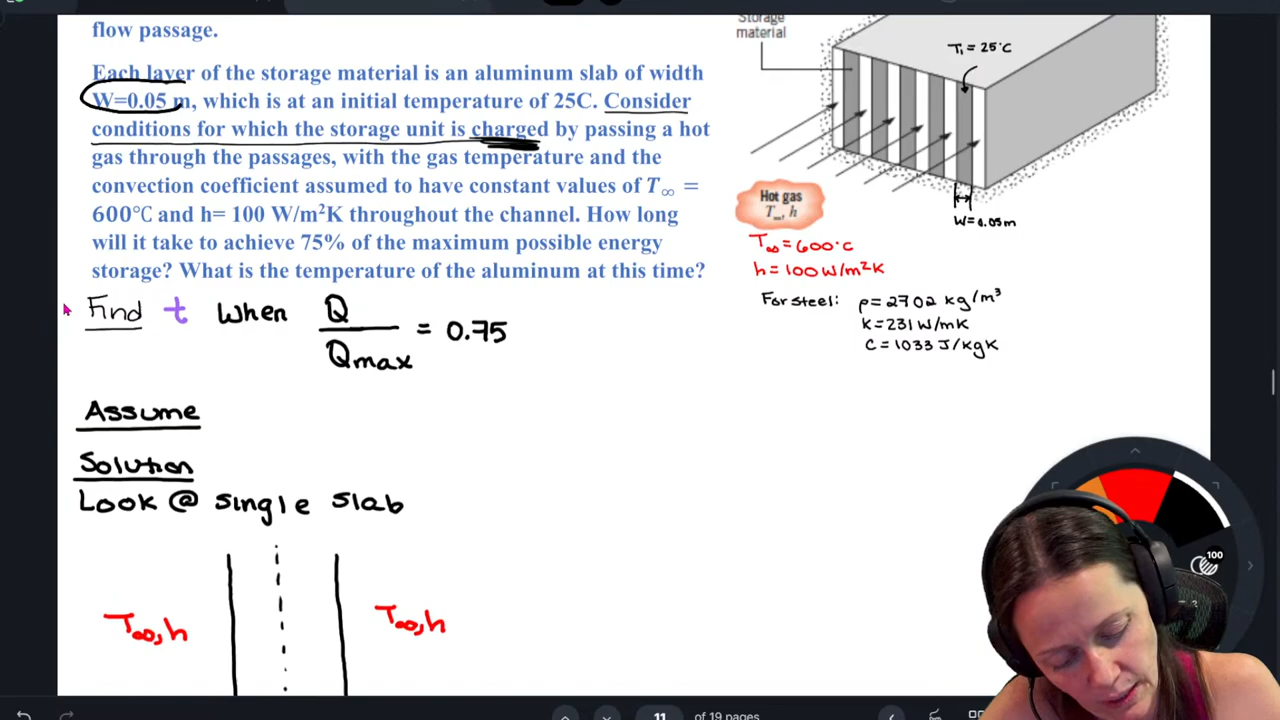 flow passage.
Each layer of the storage material is an aluminum slab of width
W=0.05 m, which is at an initial temperature of 25C. Consider
conditions for which the storage unit is charged by passing a hot
gas through the passages, with the gas temperature and the
convection coefficient assumed to have constant values of T∞ =
600°C and h= 100 W/m²K throughout the channel. How long
will it take to achieve 75% of the maximum possible energy
storage? What is the temperature of the aluminum at this time?
Storage
material
Ti = 25°C
Hot gas
T∞, h
W=0.05m
T∞ = 600°C
h = 100 W/m²K
For steel: ρ= 2702 kg/m³
k= 231 W/mK
C = 1033 J/kgK
Find t When Q/Qmax = 0.75
Assume
Solution
Look @ single slab
T∞,h
T∞,h
100
11 of 19 pages